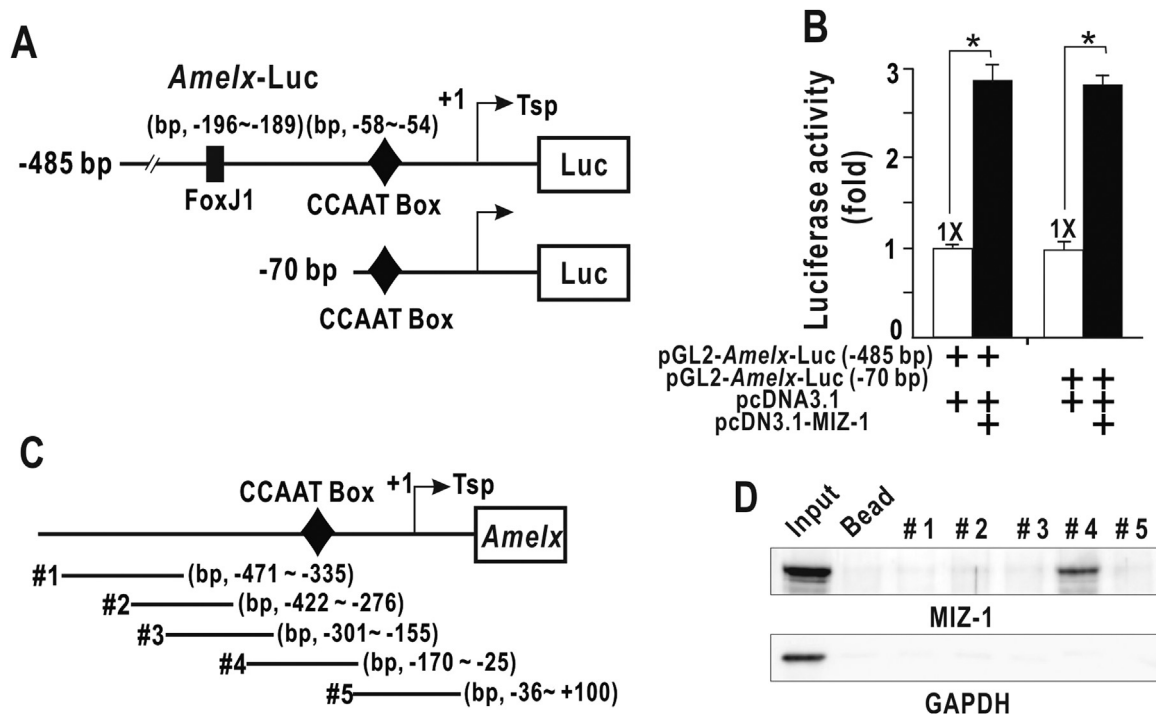 A
Amelx-Luc
(bp, -196~-189)(bp, -58~-54)
+1
Tsp
-485 bp
FoxJ1
CCAAT Box
Luc
-70 bp
CCAAT Box
Luc
B
Luciferase activity
(fold)
3
2
1
0
*
*
1X
1X
pGL2-Amelx-Luc (-485 bp) + +
pGL2-Amelx-Luc (-70 bp) + +
pcDNA3.1 + + + +
pcDN3.1-MIZ-1 + +
C
CCAAT Box
+1
Tsp
Amelx
#1 (bp, -471 ~ -335)
#2 (bp, -422 ~ -276)
#3 (bp, -301~ -155)
#4 (bp, -170 ~ -25)
#5 (bp, -36~ +100)
D
Input Bead # 1 # 2 # 3 # 4 # 5
MIZ-1
GAPDH